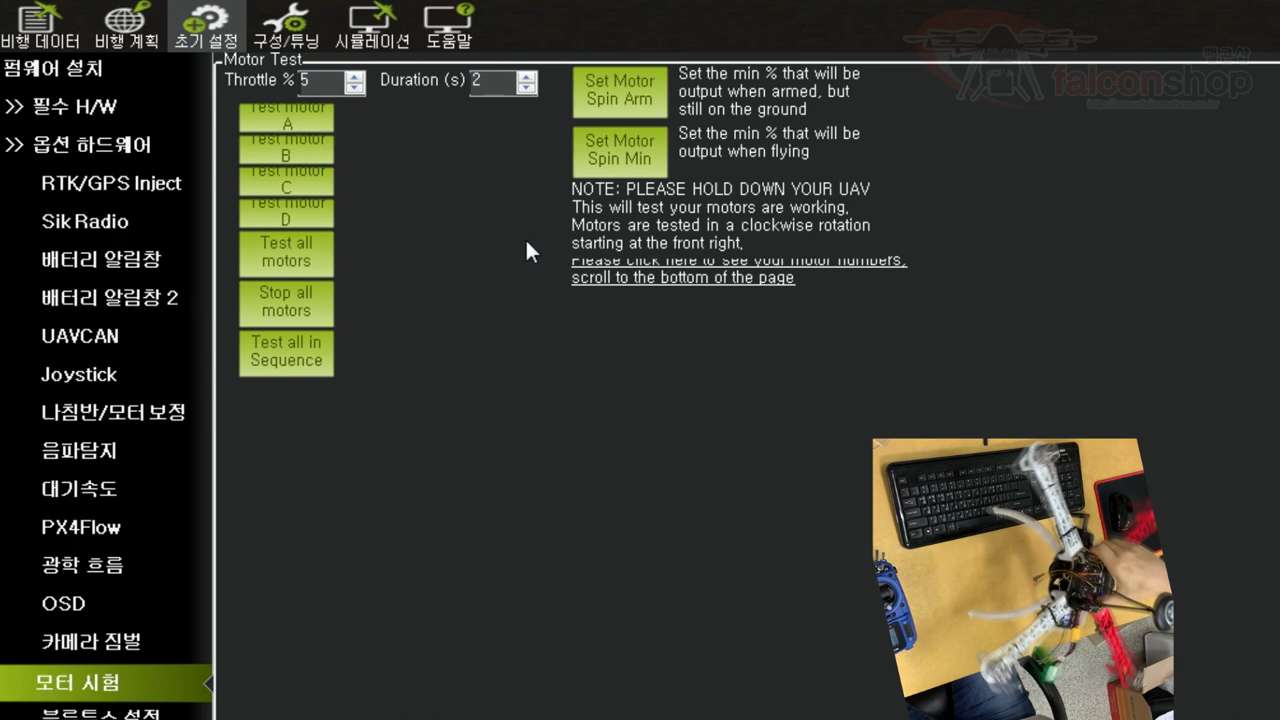 비행 데이터
비행 계획
초기 설정
구성/튜닝
시뮬레이션
도움말
팔콘샵
falconshop
펌웨어 설치
>> 필수 H/W
>> 옵션 하드웨어
RTK/GPS Inject
Sik Radio
배터리 알림창
배터리 알림창 2
UAVCAN
Joystick
나침반/모터 보정
음파탐지
대기속도
PX4Flow
광학 흐름
OSD
카메라 짐벌
모터 시험
블루투스 설정
Motor Test
Throttle % 5
Duration (s) 2
Test motor
A
Test motor
B
Test motor
C
Test motor
D
Test all
motors
Stop all
motors
Test all in
Sequence
Set Motor
Spin Arm
Set the min % that will be
output when armed, but
still on the ground
Set Motor
Spin Min
Set the min % that will be
output when flying
NOTE: PLEASE HOLD DOWN YOUR UAV
This will test your motors are working.
Motors are tested in a clockwise rotation
starting at the front right.
Please click here to see your motor numbers,
scroll to the bottom of the page